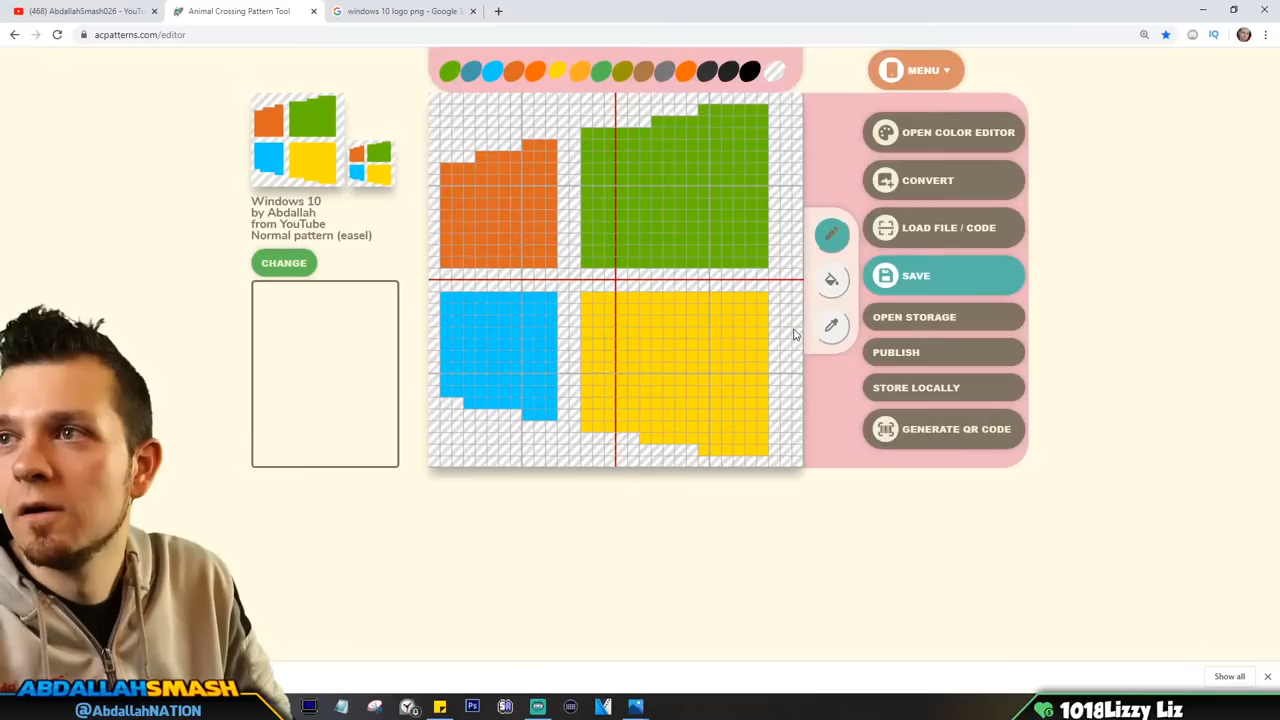 (468) AbdallahSmash026 - YouTu
Animal Crossing Pattern Tool
windows 10 logo png - Google S
acpatterns.com/editor
MENU
Windows 10
by Abdallah
from YouTube
Normal pattern (easel)
CHANGE
OPEN COLOR EDITOR
CONVERT
LOAD FILE / CODE
SAVE
OPEN STORAGE
PUBLISH
STORE LOCALLY
GENERATE QR CODE
Show all
ABDALLAHSMASH
@AbdallahNATION
1018Lizzy Liz